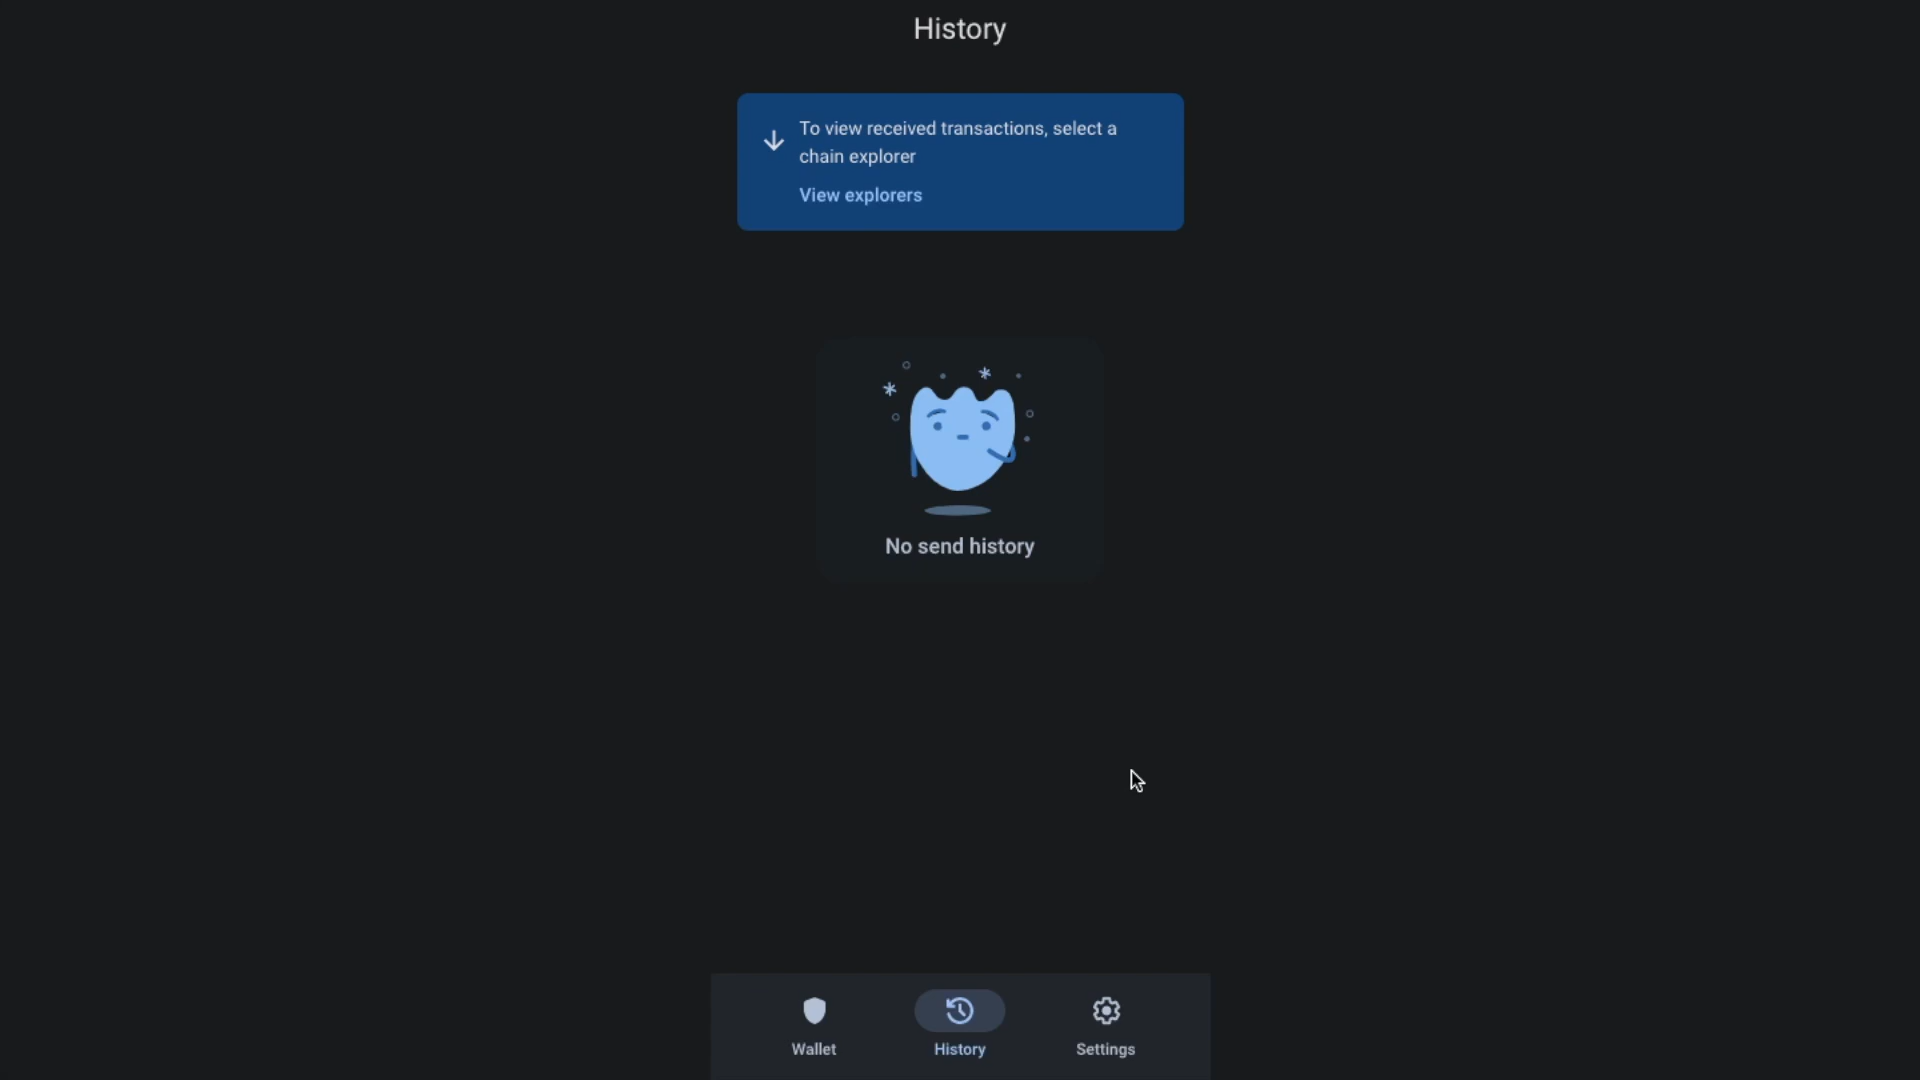 History
To view received transactions, select a
chain explorer
View explorers
No send history
Wallet
History
Settings